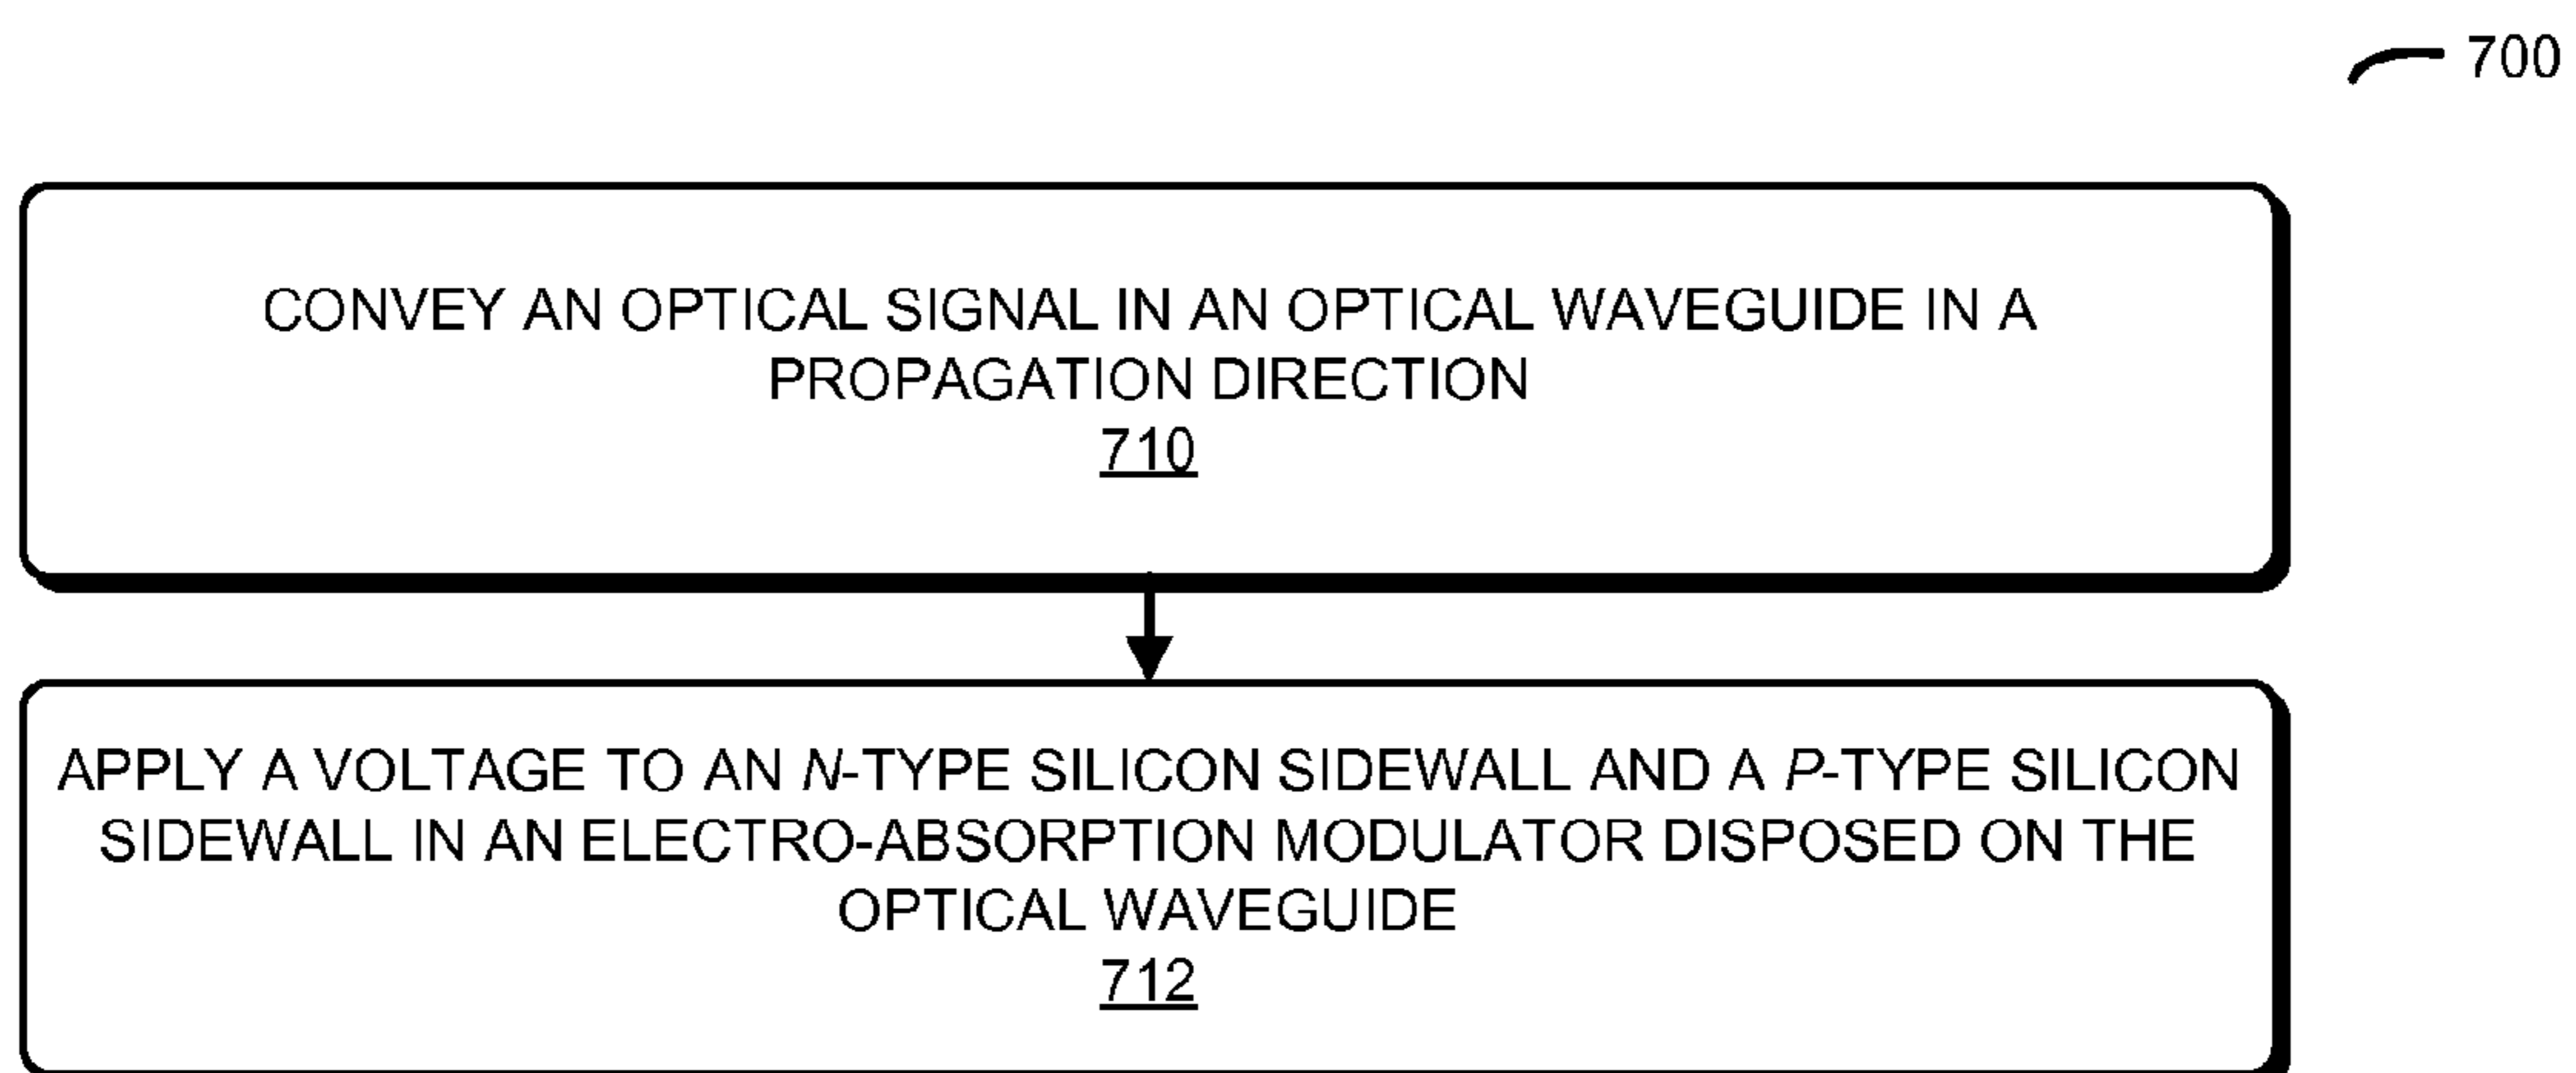 700
CONVEY AN OPTICAL SIGNAL IN AN OPTICAL WAVEGUIDE IN A
PROPAGATION DIRECTION
710
APPLY A VOLTAGE TO AN N-TYPE SILICON SIDEWALL AND A P-TYPE SILICON
SIDEWALL IN AN ELECTRO-ABSORPTION MODULATOR DISPOSED ON THE
OPTICAL WAVEGUIDE
712